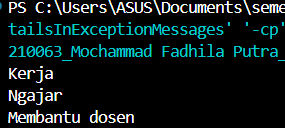 PS C:\Users\ASUS\Documents\seme
tailsInExceptionMessages' '-cp'
210063_Mochammad Fadhila Putra_
Kerja
Ngajar
Membantu dosen